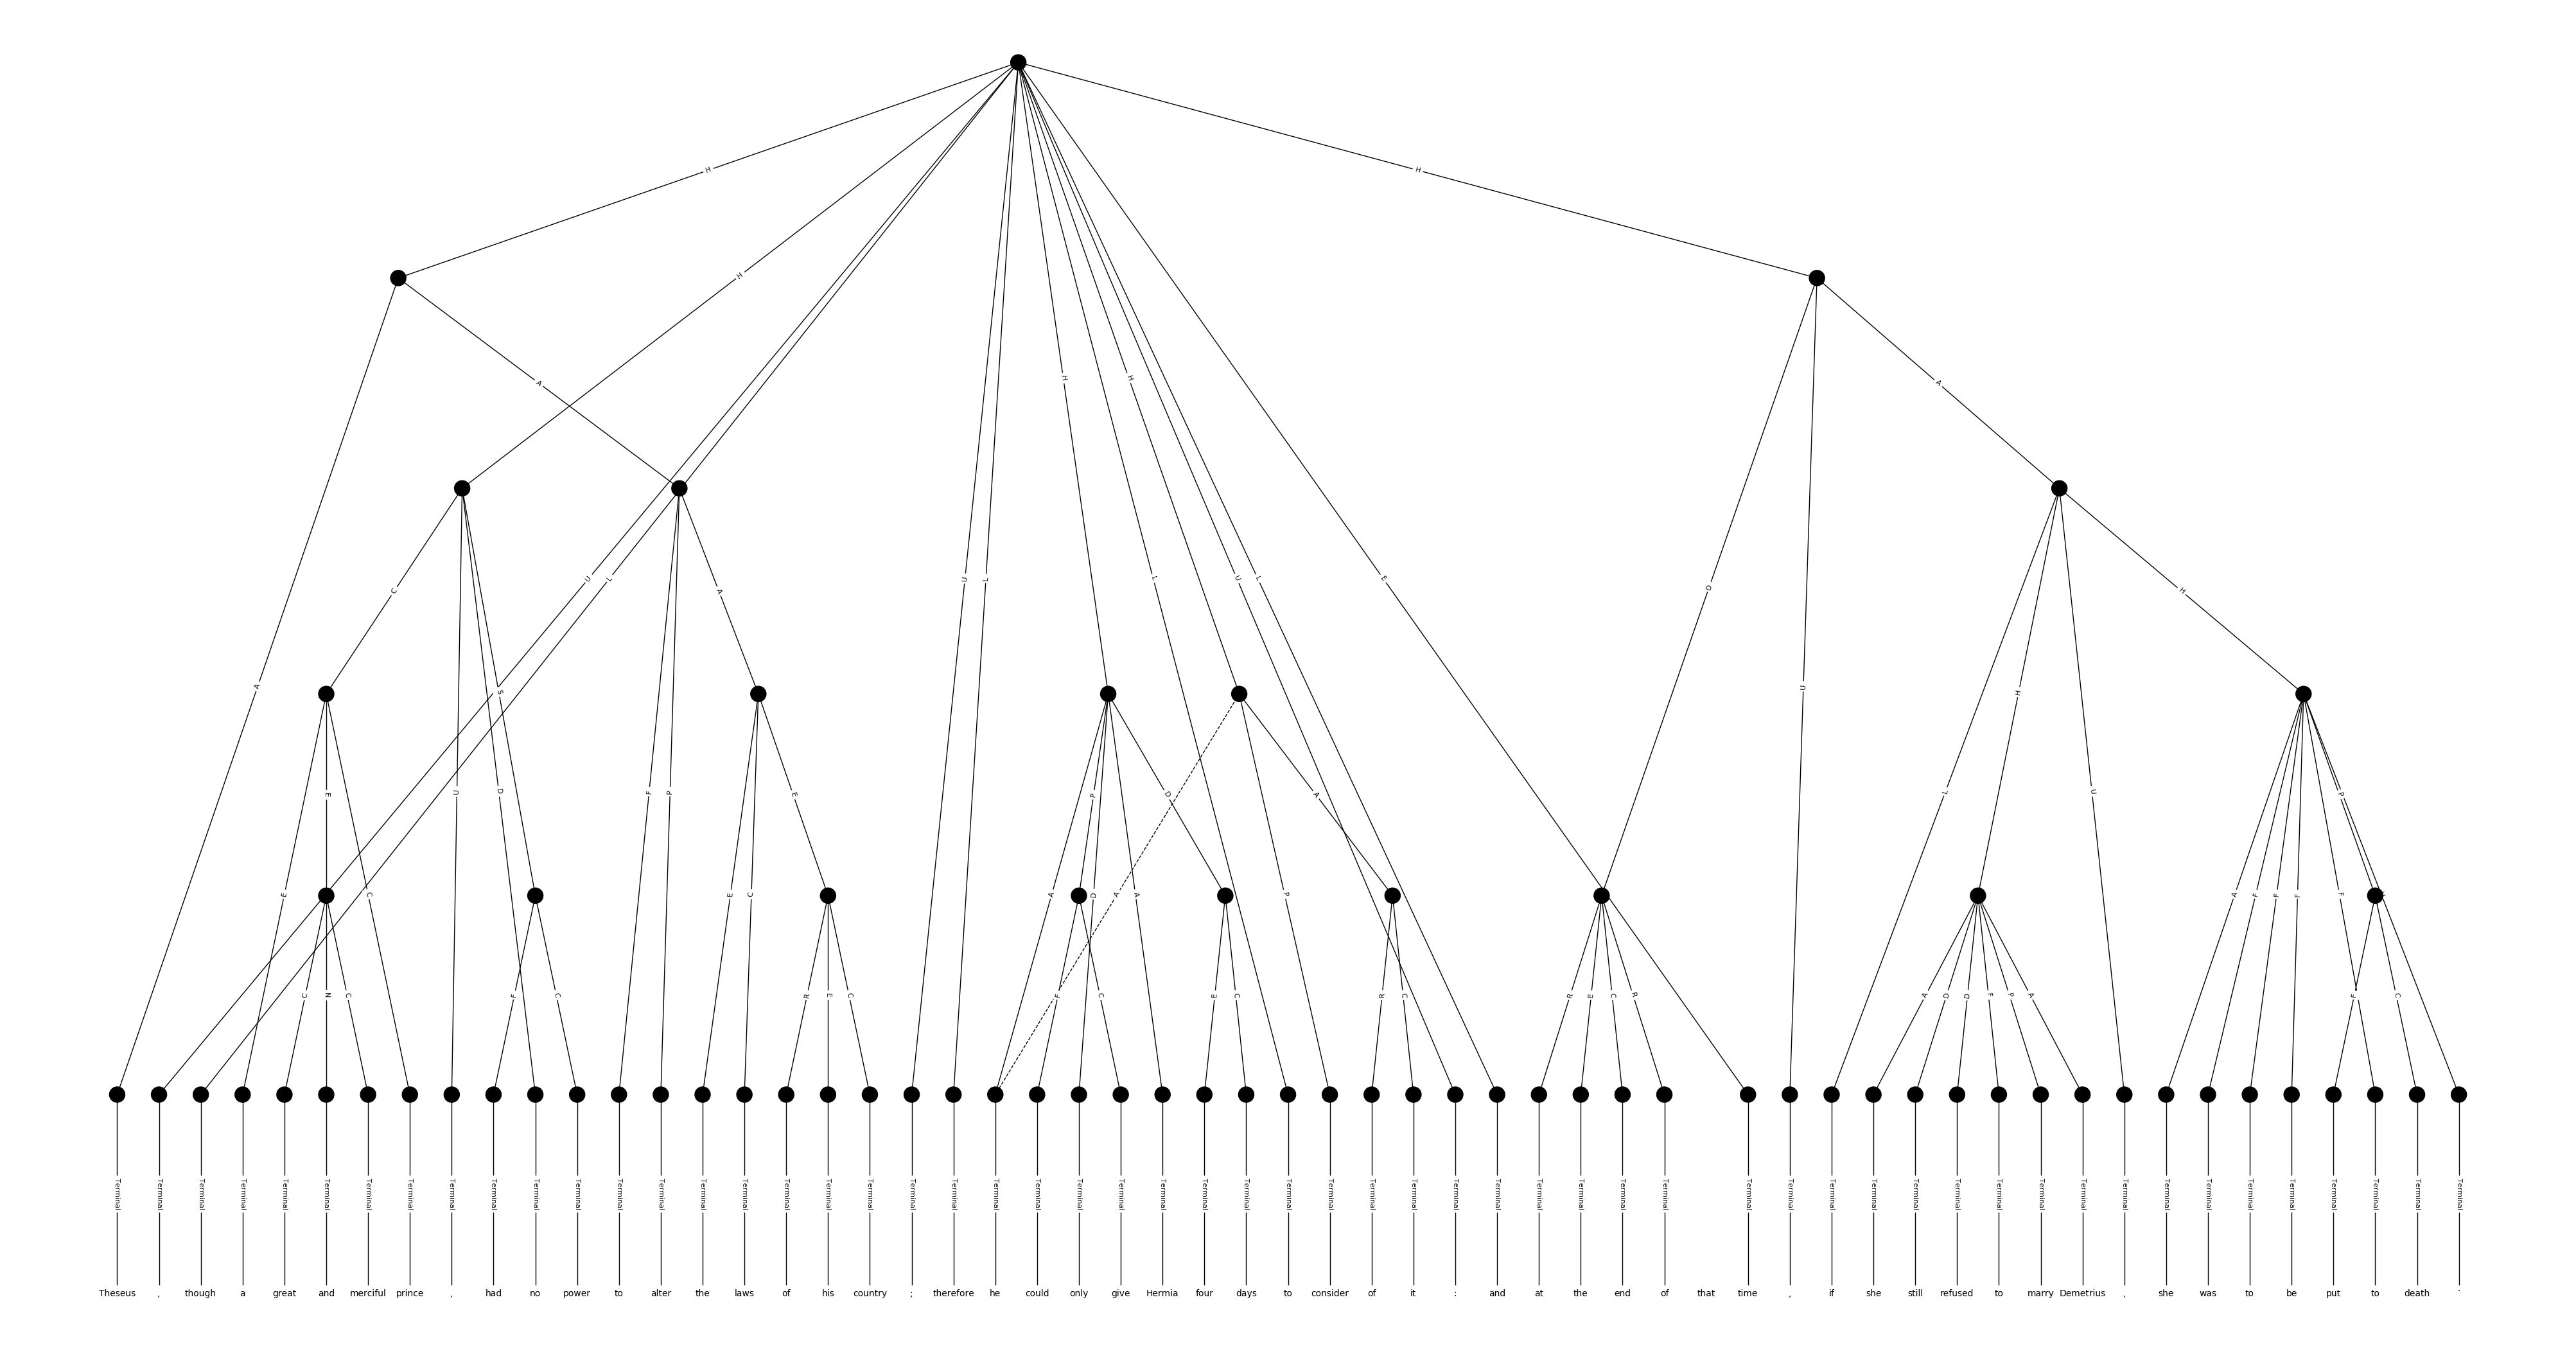 H H
H
A A
H H
U L U L L U L E
C A D H
A S U L H
E U D F P E P D A L U P
E C E C A F D A A P A F F F F H
C N C F C R E C F C E C R C R E C R A D D F P A F C
Terminal Terminal Terminal Terminal Terminal Terminal Terminal Terminal Terminal Terminal Terminal Terminal Terminal Terminal Terminal Terminal Terminal Terminal Terminal Terminal Terminal Terminal Terminal Terminal Terminal Terminal Terminal Terminal Terminal Terminal Terminal Terminal Terminal Terminal Terminal Terminal Terminal Terminal Terminal Terminal Terminal Terminal Terminal Terminal Terminal Terminal Terminal Terminal Terminal Terminal Terminal Terminal Terminal Terminal Terminal Terminal
Theseus , though a great and merciful prince , had no power to alter the laws of his country ; therefore he could only give Hermia four days to consider of it : and at the end of that time , if she still refused to marry Demetrius , she was to be put to death .